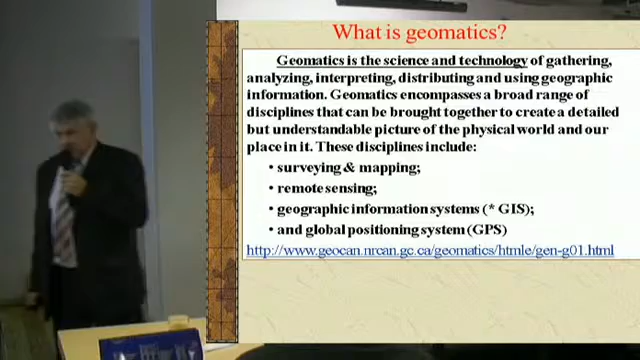 What is geomatics?
Geomatics is the science and technology of gathering,
analyzing, interpreting, distributing and using geographic
information. Geomatics encompasses a broad range of
disciplines that can be brought together to create a detailed
but understandable picture of the physical world and our
place in it. These disciplines include:
• surveying & mapping;
• remote sensing;
• geographic information systems (* GIS);
• and global positioning system (GPS)
http://www.geocan.nrcan.gc.ca/geomatics/htmle/gen-g01.html